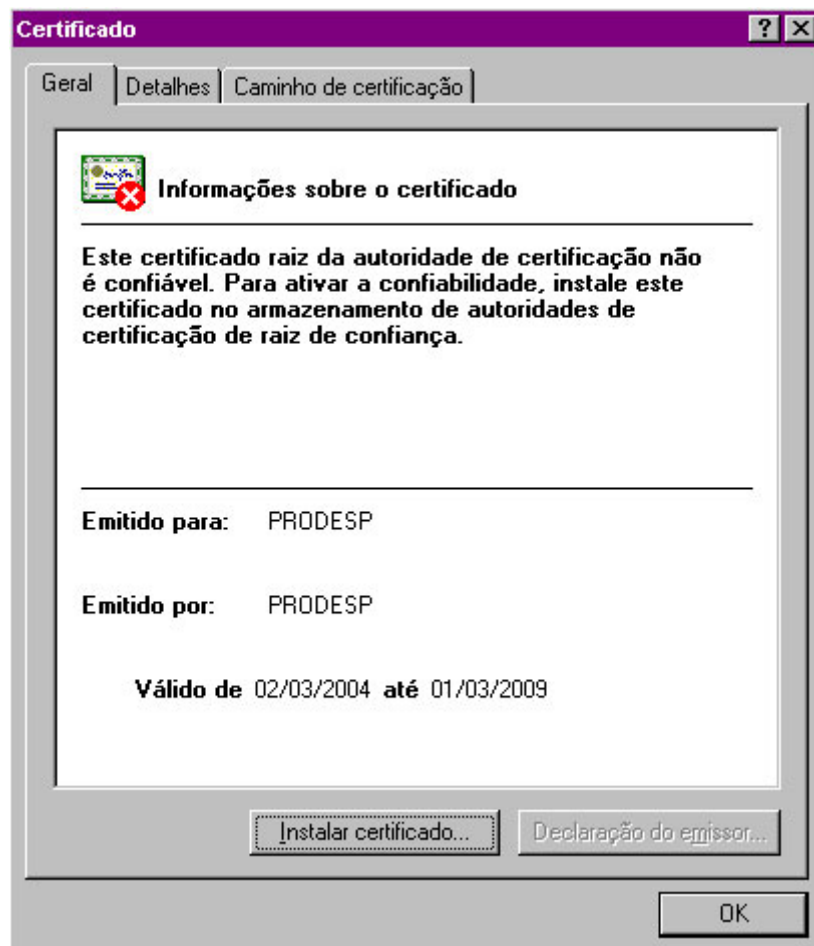 Certificado
Geral Detalhes Caminho de certificação
Informações sobre o certificado
Este certificado raiz da autoridade de certificação não
é confiável. Para ativar a confiabilidade, instale este
certificado no armazenamento de autoridades de
certificação de raiz de confiança.
Emitido para: PRODESP
Emitido por: PRODESP
Válido de 02/03/2004 até 01/03/2009
Instalar certificado... Declaração do emissor...
OK